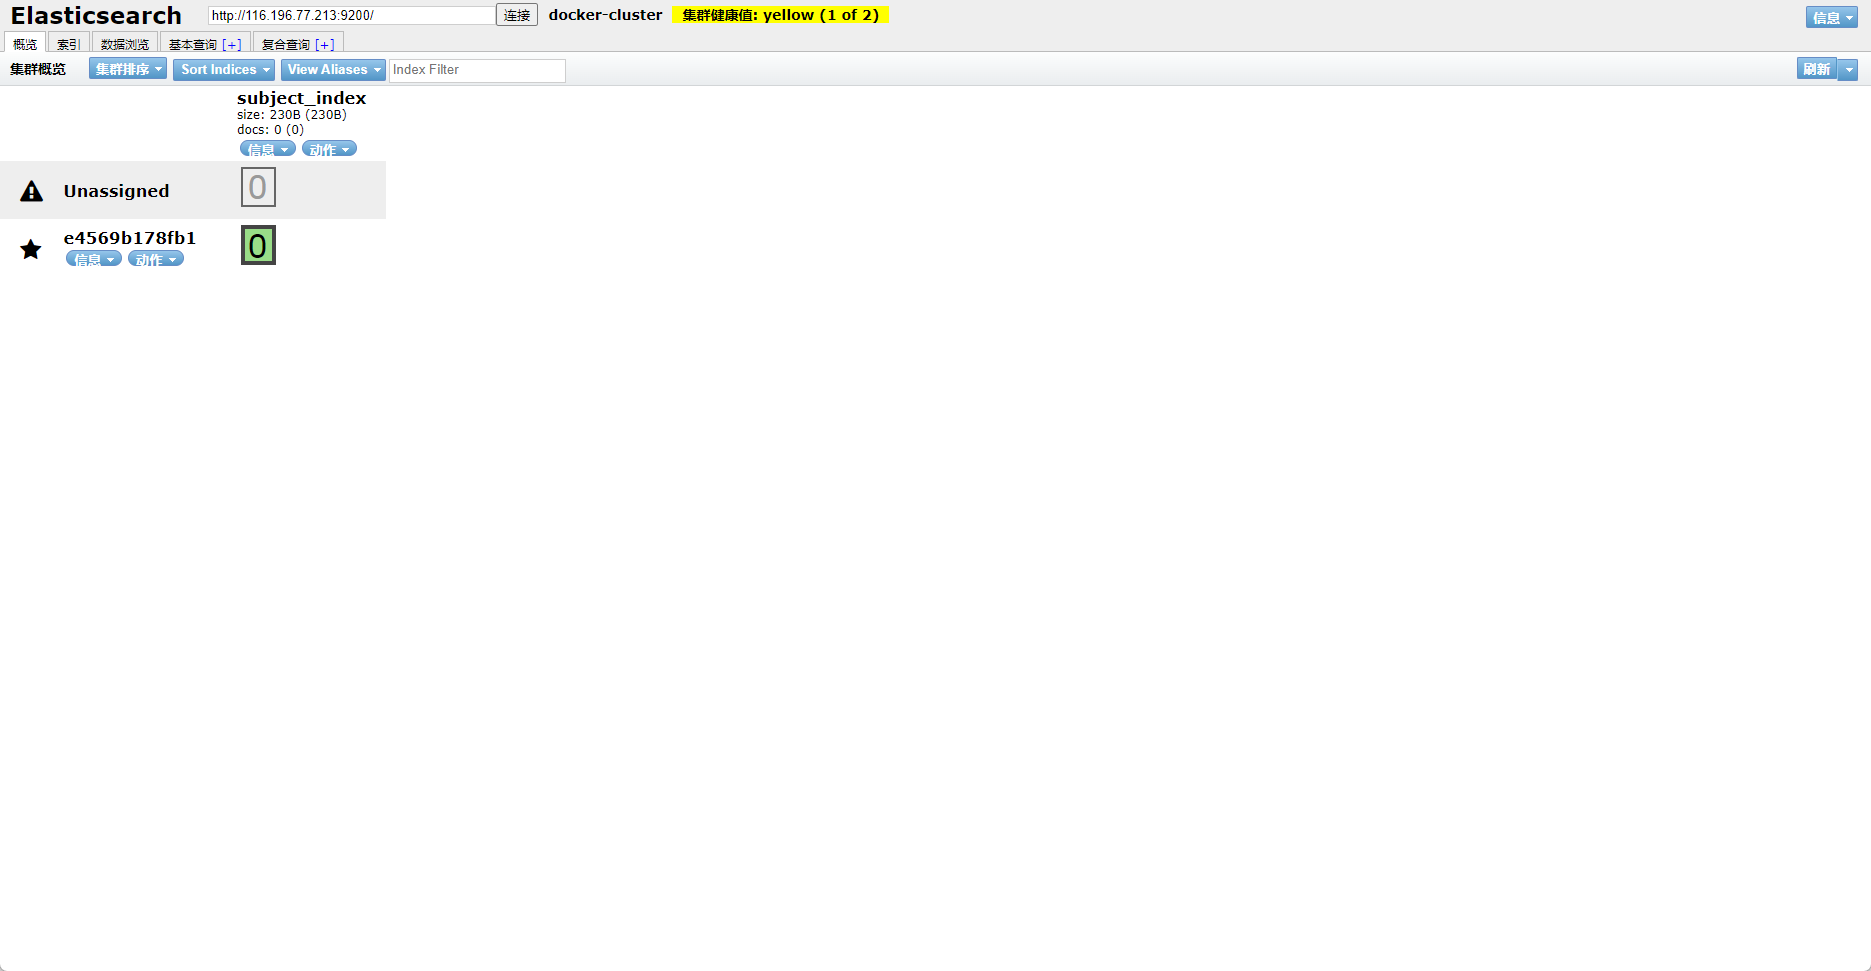 Elasticsearch http://116.196.77.213:9200/ 连接 docker-cluster 集群健康值: yellow (1 of 2) 信息
概览 索引 数据浏览 基本查询 [+] 复合查询 [+]
集群概览 集群排序 Sort Indices View Aliases Index Filter 刷新
subject_index
size: 230B (230B)
docs: 0 (0)
信息 动作
Unassigned 0
e4569b178fb1 0
信息 动作